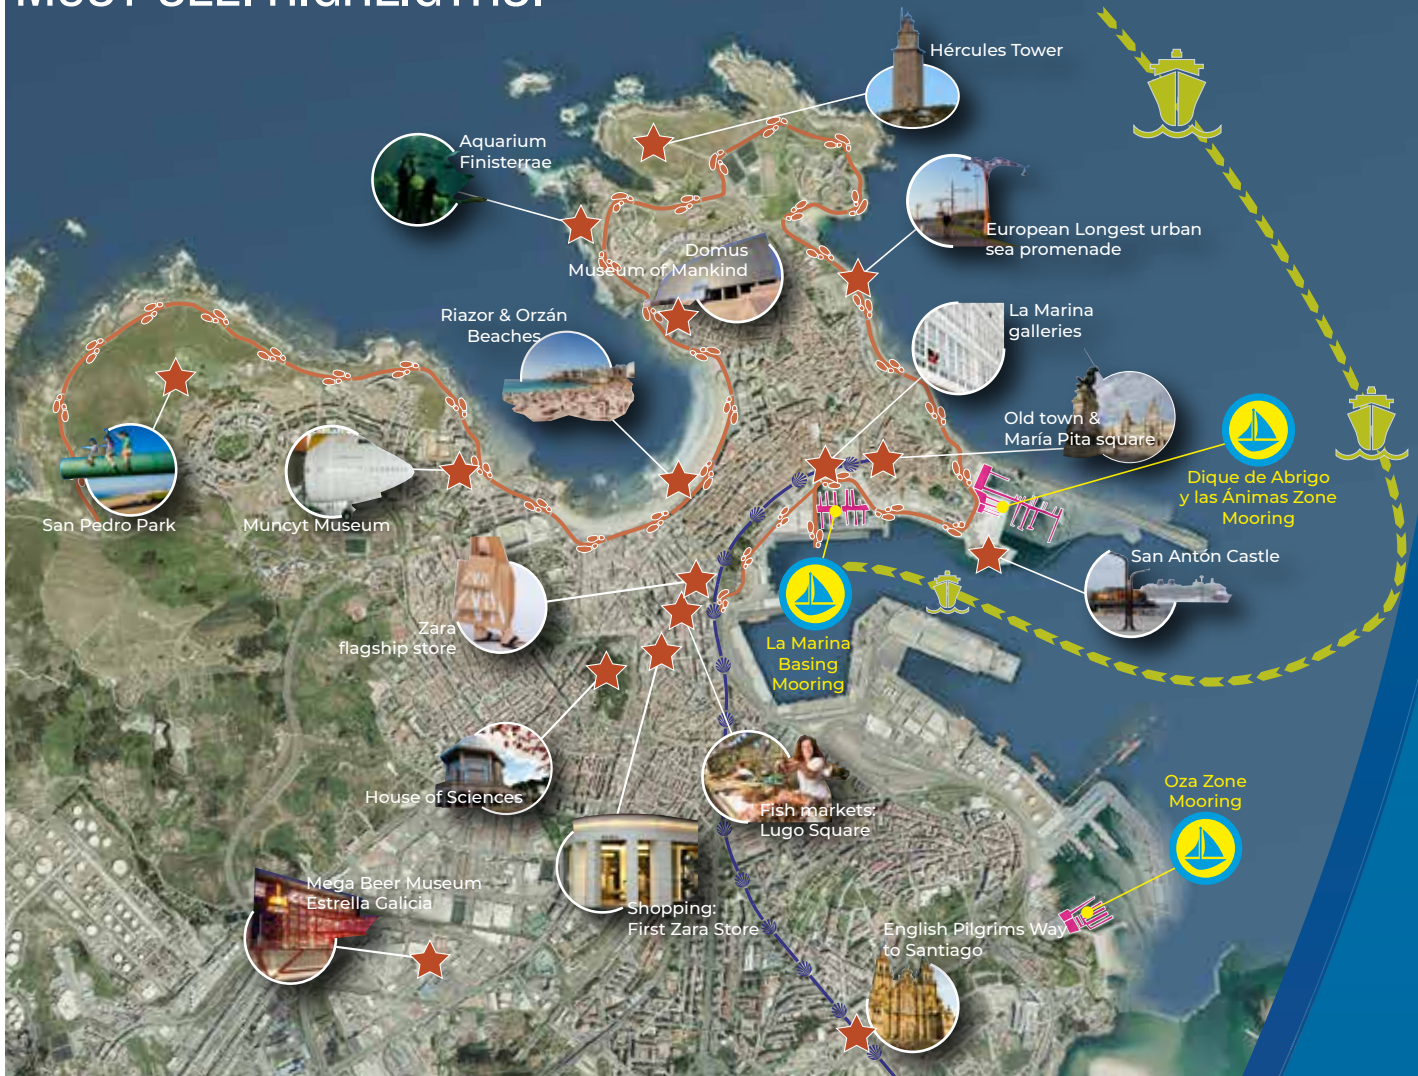 MUST SEE. HIGHLIGHTS.
Hércules Tower
Aquarium
Finisterrae
European Longest urban
sea promenade
Domus
Museum of Mankind
La Marina
galleries
Riazor & Orzán
Beaches
Old town &
María Pita square
Dique de Abrigo
y las Ánimas Zone
Mooring
San Pedro Park
Muncyt Museum
San Antón Castle
Zara
flagship store
La Marina
Basing
Mooring
House of Sciences
Fish markets:
Lugo Square
Oza Zone
Mooring
Mega Beer Museum
Estrella Galicia
Shopping:
First Zara Store
English Pilgrims Way
to Santiago